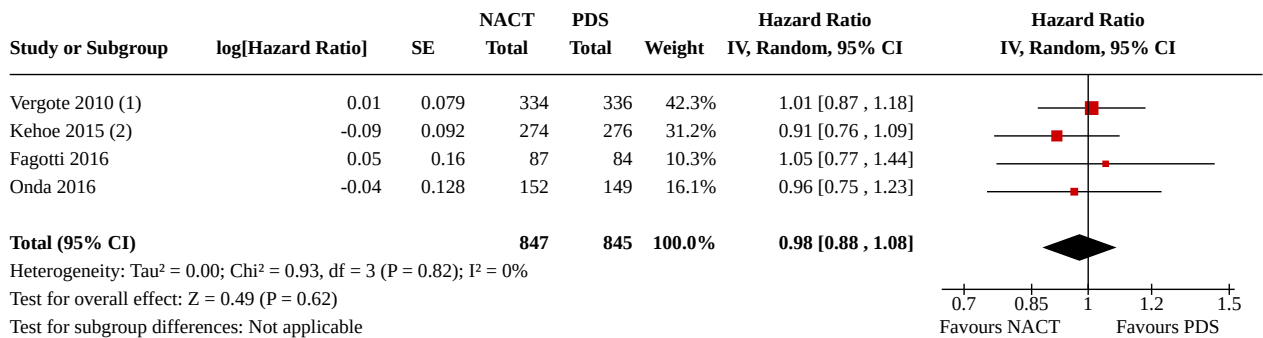 NACT PDS Hazard Ratio Hazard Ratio
Study or Subgroup log[Hazard Ratio] SE Total Total Weight IV, Random, 95% CI IV, Random, 95% CI
Vergote 2010 (1) 0.01 0.079 334 336 42.3% 1.01 [0.87 , 1.18]
Kehoe 2015 (2) -0.09 0.092 274 276 31.2% 0.91 [0.76 , 1.09]
Fagotti 2016 0.05 0.16 87 84 10.3% 1.05 [0.77 , 1.44]
Onda 2016 -0.04 0.128 152 149 16.1% 0.96 [0.75 , 1.23]
Total (95% CI) 847 845 100.0% 0.98 [0.88 , 1.08]
Heterogeneity: Tau² = 0.00; Chi² = 0.93, df = 3 (P = 0.82); I² = 0%
Test for overall effect: Z = 0.49 (P = 0.62)
Test for subgroup differences: Not applicable
0.7 0.85 1 1.2 1.5
Favours NACT Favours PDS